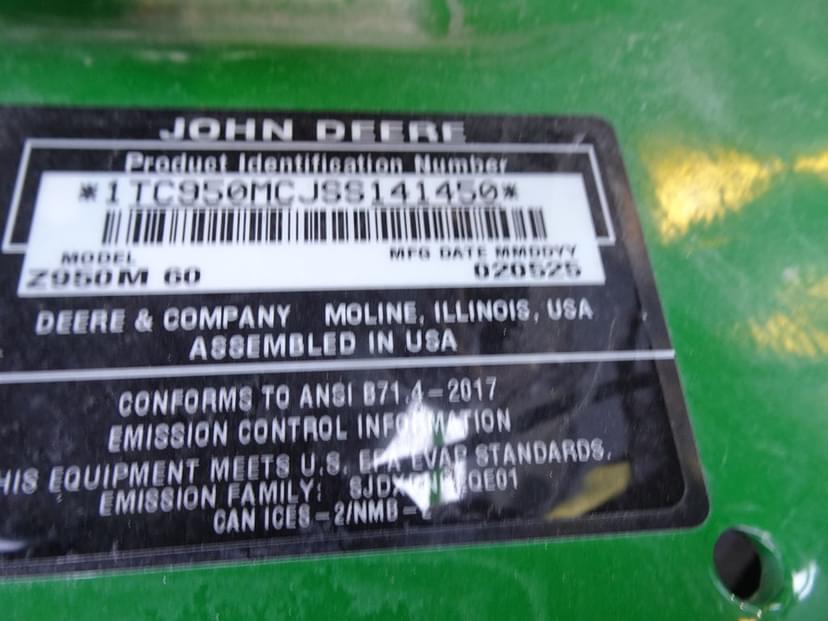 JOHN DEERE
Product Identification Number
*1TC950MCJSS141450*
MODEL MFG DATE MMDDYY
Z950M 60 020525
DEERE & COMPANY MOLINE, ILLINOIS, USA
ASSEMBLED IN USA
CONFORMS TO ANSI B71.4-2017
EMISSION CONTROL INFORMATION
HIS EQUIPMENT MEETS U.S. EPA EVAP STANDARDS.
EMISSION FAMILY:
CAN ICES-2/NMB-2